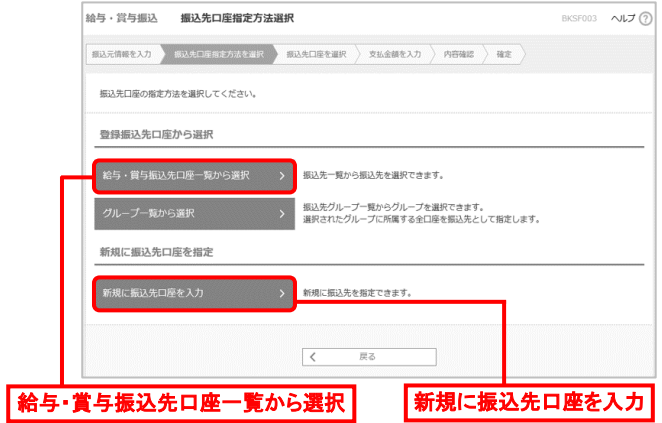 給与・賞与振込 振込先口座指定方法選択 BKSF003 ヘルプ ?
振込元情報を入力 振込先口座指定方法を選択 振込先口座を選択 支払金額を入力 内容確認 確定
振込先口座の指定方法を選択してください。
登録振込先口座から選択
給与・賞与振込先口座一覧から選択 振込先一覧から振込先を選択できます。
グループ一覧から選択 振込先グループ一覧からグループを選択できます。
選択されたグループに所属する全口座を振込先として指定します。
新規に振込先口座を指定
新規に振込先口座を入力 新規に振込先を指定できます。
戻る
給与・賞与振込先口座一覧から選択 新規に振込先口座を入力